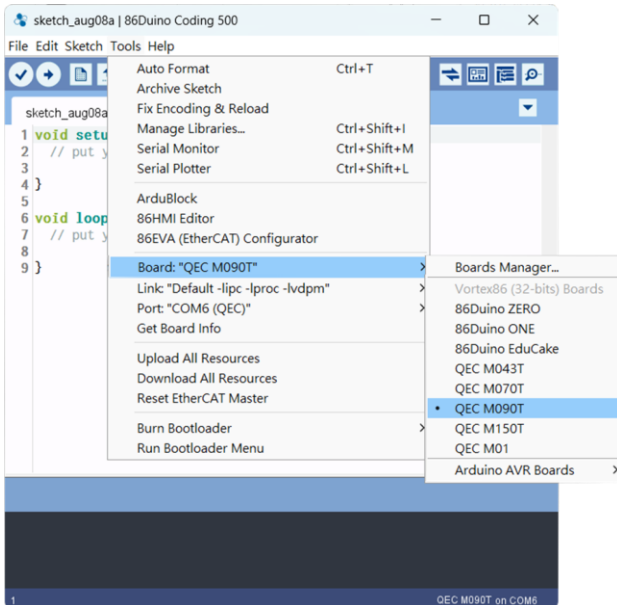 sketch_aug08a | 86Duino Coding 500
File Edit Sketch Tools Help
sketch_aug08a
1 void setu
2 // put y
3
4 }
5
6 void loop
7 // put y
8
9 }
Auto Format Ctrl+T
Archive Sketch
Fix Encoding & Reload
Manage Libraries... Ctrl+Shift+I
Serial Monitor Ctrl+Shift+M
Serial Plotter Ctrl+Shift+L
ArduBlock
86HMI Editor
86EVA (EtherCAT) Configurator
Board: "QEC M090T"
Link: "Default -lipc -lproc -lvdpm"
Port: "COM6 (QEC)"
Get Board Info
Upload All Resources
Download All Resources
Reset EtherCAT Master
Burn Bootloader
Run Bootloader Menu
Boards Manager...
Vortex86 (32-bits) Boards
86Duino ZERO
86Duino ONE
86Duino EduCake
QEC M043T
QEC M070T
QEC M090T
QEC M150T
QEC M01
Arduino AVR Boards
1 QEC M090T on COM6